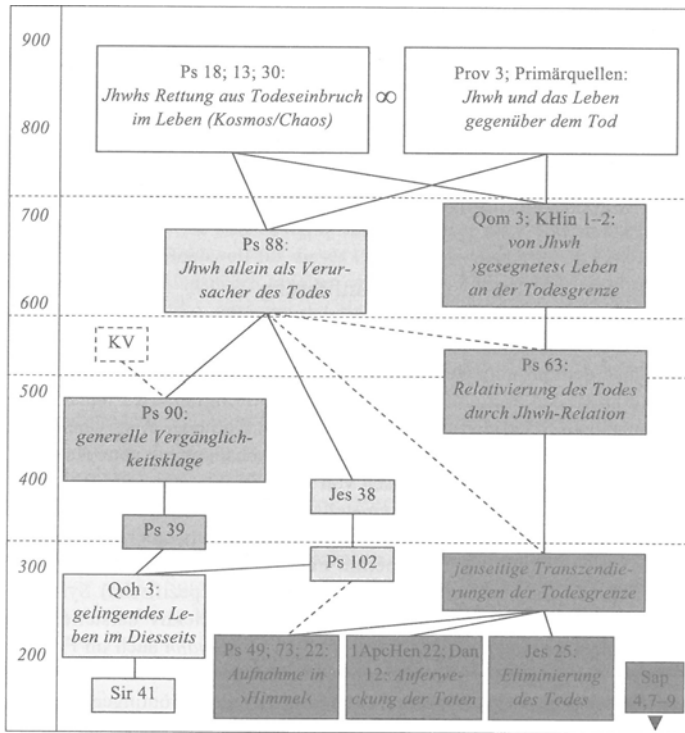 900
Ps 18; 13; 30:
Jhwhs Rettung aus Todeseinbruch
im Leben (Kosmos/Chaos)
∞
Prov 3; Primärquellen:
Jhwh und das Leben
gegenüber dem Tod
800
700
Ps 88:
Jhwh allein als Verur-
sacher des Todes
Qom 3; KHin 1–2:
von Jhwh
›gesegnetes‹ Leben
an der Todesgrenze
600
KV
500
Ps 90:
generelle Vergänglich-
keitsklage
Ps 63:
Relativierung des Todes
durch Jhwh-Relation
400
Jes 38
Ps 39
300
Ps 102
Qoh 3:
gelingendes Le-
ben im Diesseits
jenseitige Transzendie-
rungen der Todesgrenze
200
Ps 49; 73; 22:
Aufnahme in
›Himmel‹
1ApcHen 22; Dan
12: Auferwe-
ckung der Toten
Jes 25:
Eliminierung
des Todes
Sap
4,7–9
Sir 41